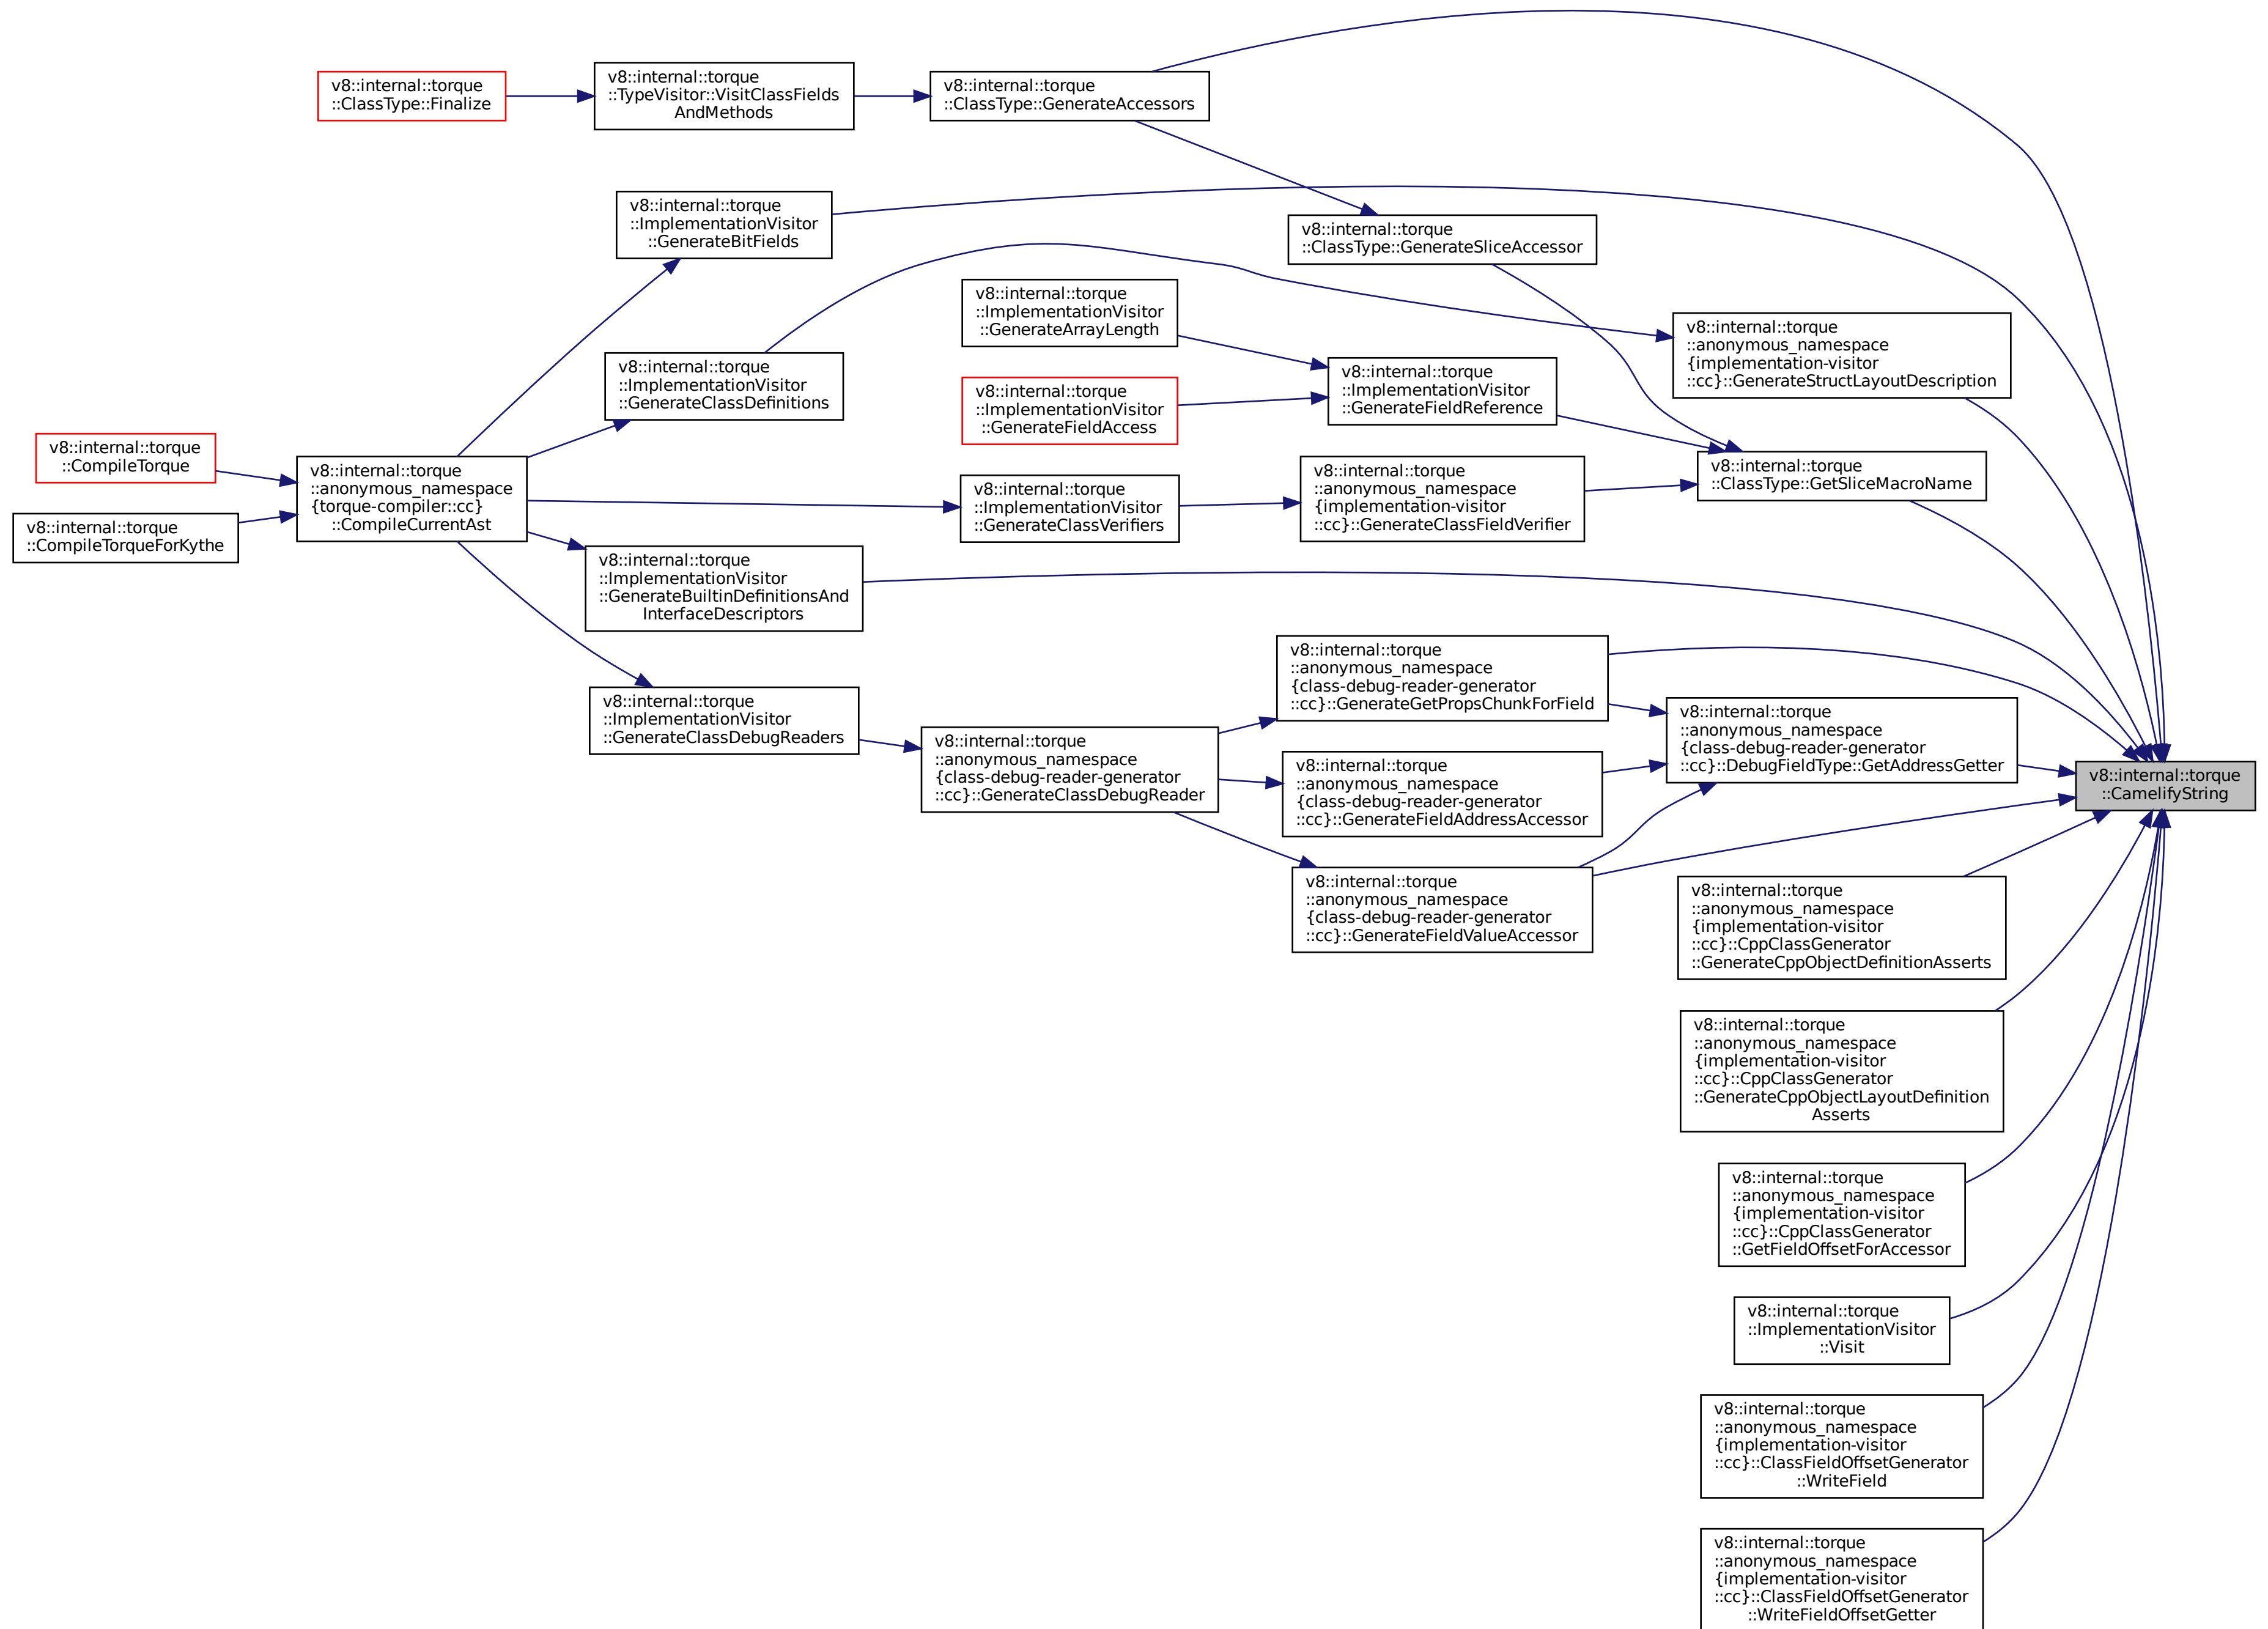 v8::internal::torque
::ClassType::Finalize
v8::internal::torque
::TypeVisitor::VisitClassFields
AndMethods
v8::internal::torque
::ClassType::GenerateAccessors
v8::internal::torque
::ImplementationVisitor
::GenerateBitFields
v8::internal::torque
::ClassType::GenerateSliceAccessor
v8::internal::torque
::ImplementationVisitor
::GenerateArrayLength
v8::internal::torque
::anonymous_namespace
{implementation-visitor
::cc}::GenerateStructLayoutDescription
v8::internal::torque
::ImplementationVisitor
::GenerateClassDefinitions
v8::internal::torque
::ImplementationVisitor
::GenerateFieldAccess
v8::internal::torque
::ImplementationVisitor
::GenerateFieldReference
v8::internal::torque
::CompileTorque
v8::internal::torque
::anonymous_namespace
{torque-compiler::cc}
::CompileCurrentAst
v8::internal::torque
::ImplementationVisitor
::GenerateClassVerifiers
v8::internal::torque
::anonymous_namespace
{implementation-visitor
::cc}::GenerateClassFieldVerifier
v8::internal::torque
::ClassType::GetSliceMacroName
v8::internal::torque
::CompileTorqueForKythe
v8::internal::torque
::ImplementationVisitor
::GenerateBuiltinDefinitionsAnd
InterfaceDescriptors
v8::internal::torque
::anonymous_namespace
{class-debug-reader-generator
::cc}::GenerateGetPropsChunkForField
v8::internal::torque
::ImplementationVisitor
::GenerateClassDebugReaders
v8::internal::torque
::anonymous_namespace
{class-debug-reader-generator
::cc}::GenerateClassDebugReader
v8::internal::torque
::anonymous_namespace
{class-debug-reader-generator
::cc}::GenerateFieldAddressAccessor
v8::internal::torque
::anonymous_namespace
{class-debug-reader-generator
::cc}::DebugFieldType::GetAddressGetter
v8::internal::torque
::CamelifyString
v8::internal::torque
::anonymous_namespace
{class-debug-reader-generator
::cc}::GenerateFieldValueAccessor
v8::internal::torque
::anonymous_namespace
{implementation-visitor
::cc}::CppClassGenerator
::GenerateCppObjectDefinitionAsserts
v8::internal::torque
::anonymous_namespace
{implementation-visitor
::cc}::CppClassGenerator
::GenerateCppObjectLayoutDefinition
Asserts
v8::internal::torque
::anonymous_namespace
{implementation-visitor
::cc}::CppClassGenerator
::GetFieldOffsetForAccessor
v8::internal::torque
::ImplementationVisitor
::Visit
v8::internal::torque
::anonymous_namespace
{implementation-visitor
::cc}::ClassFieldOffsetGenerator
::WriteField
v8::internal::torque
::anonymous_namespace
{implementation-visitor
::cc}::ClassFieldOffsetGenerator
::WriteFieldOffsetGetter